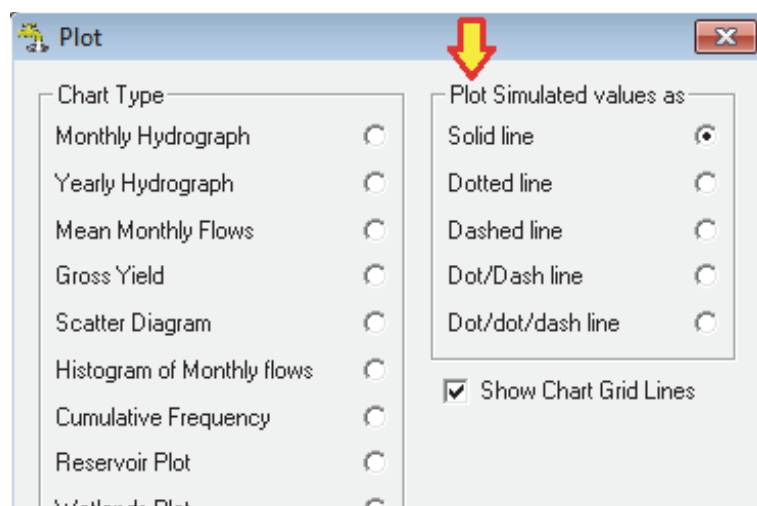 Plot
Chart Type
Monthly Hydrograph
Yearly Hydrograph
Mean Monthly Flows
Gross Yield
Scatter Diagram
Histogram of Monthly flows
Cumulative Frequency
Reservoir Plot
Wetlands Plot
Plot Simulated values as
Solid line
Dotted line
Dashed line
Dot/Dash line
Dot/dot/dash line
Show Chart Grid Lines